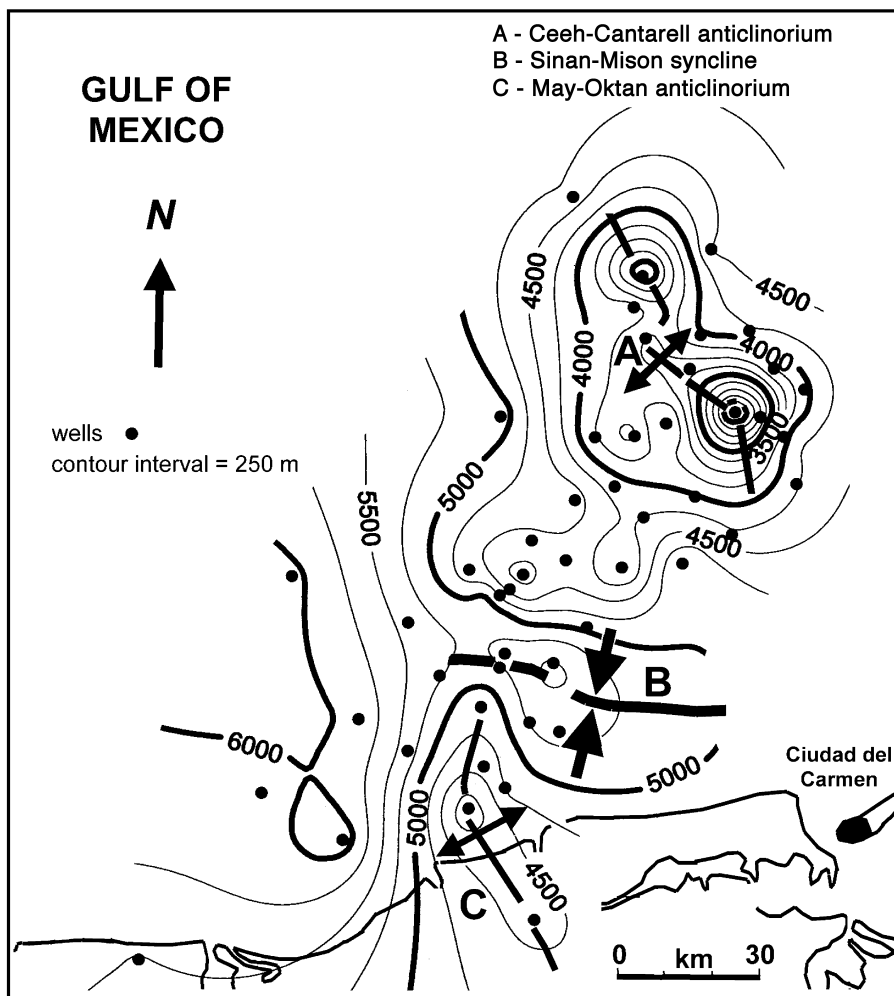 A - Ceeh-Cantarell anticlinorium
B - Sinan-Mison syncline
C - May-Oktan anticlinorium
GULF OF
MEXICO
N
4500
4500
A
4000
4000
3500
wells
contour interval = 250 m
5000
5500
4500
B
6000
5000
Ciudad del
Carmen
5000
4500
C
0 km 30